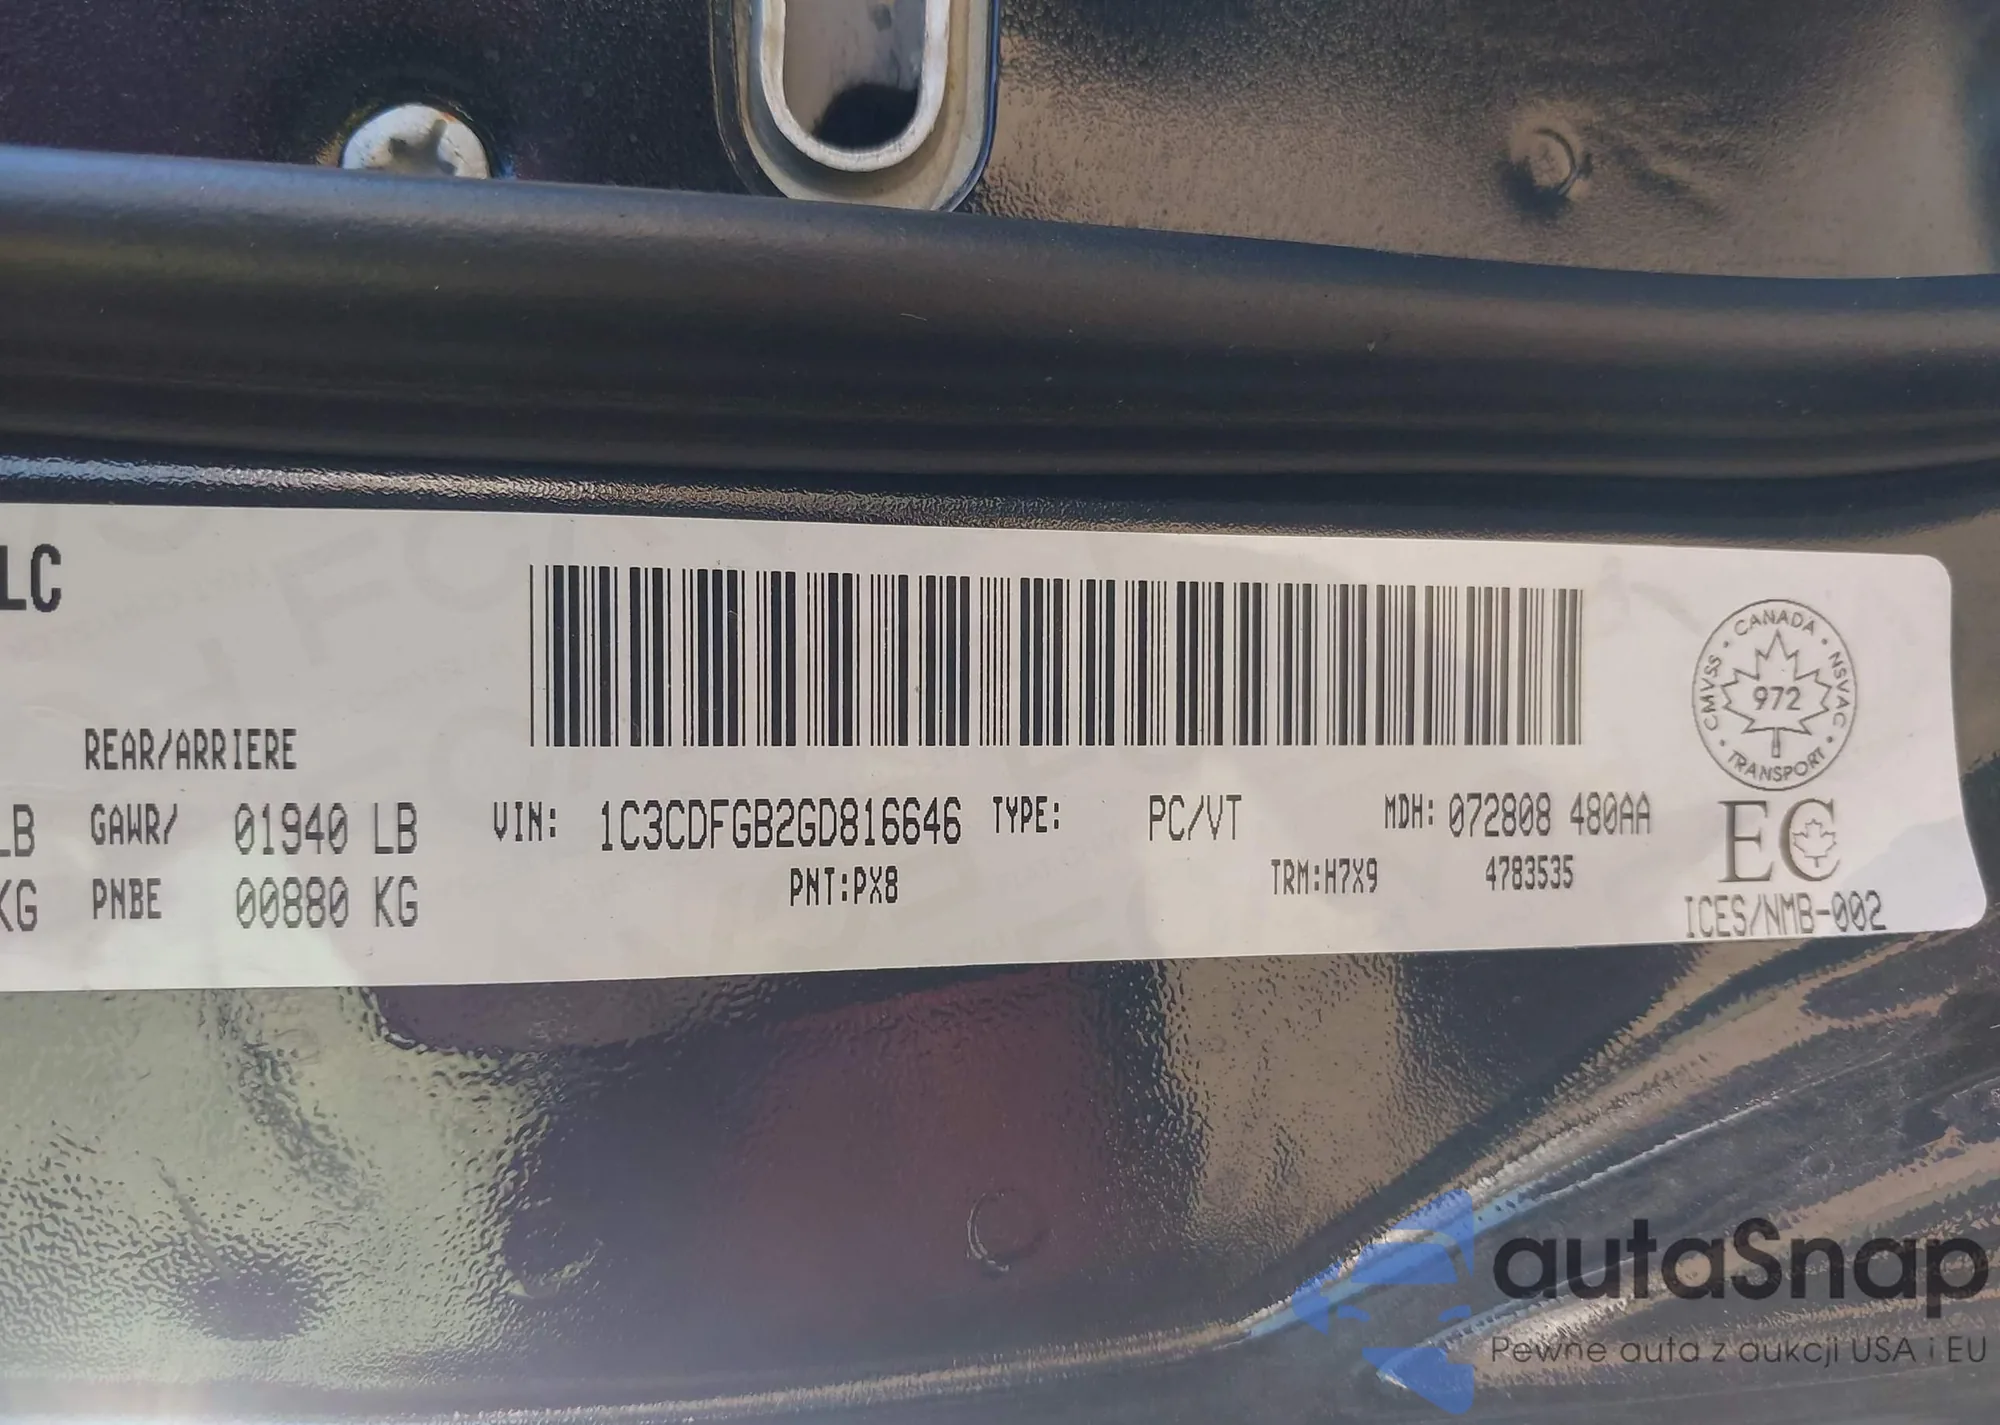 LC
REAR/ARRIERE
LB GAWR/ 01940 LB VIN: 1C3CDFGB2GD816646 TYPE: PC/VT MDH: 072808 480AA
KG PNBE 00880 KG PNT:PX8 TRM:H7X9 4783535
CANADA
CMVSS 972 NSVAC
TRANSPORT
EC
ICES/NMB-002
autaSnap
Pewne auta z aukcji USA i EU